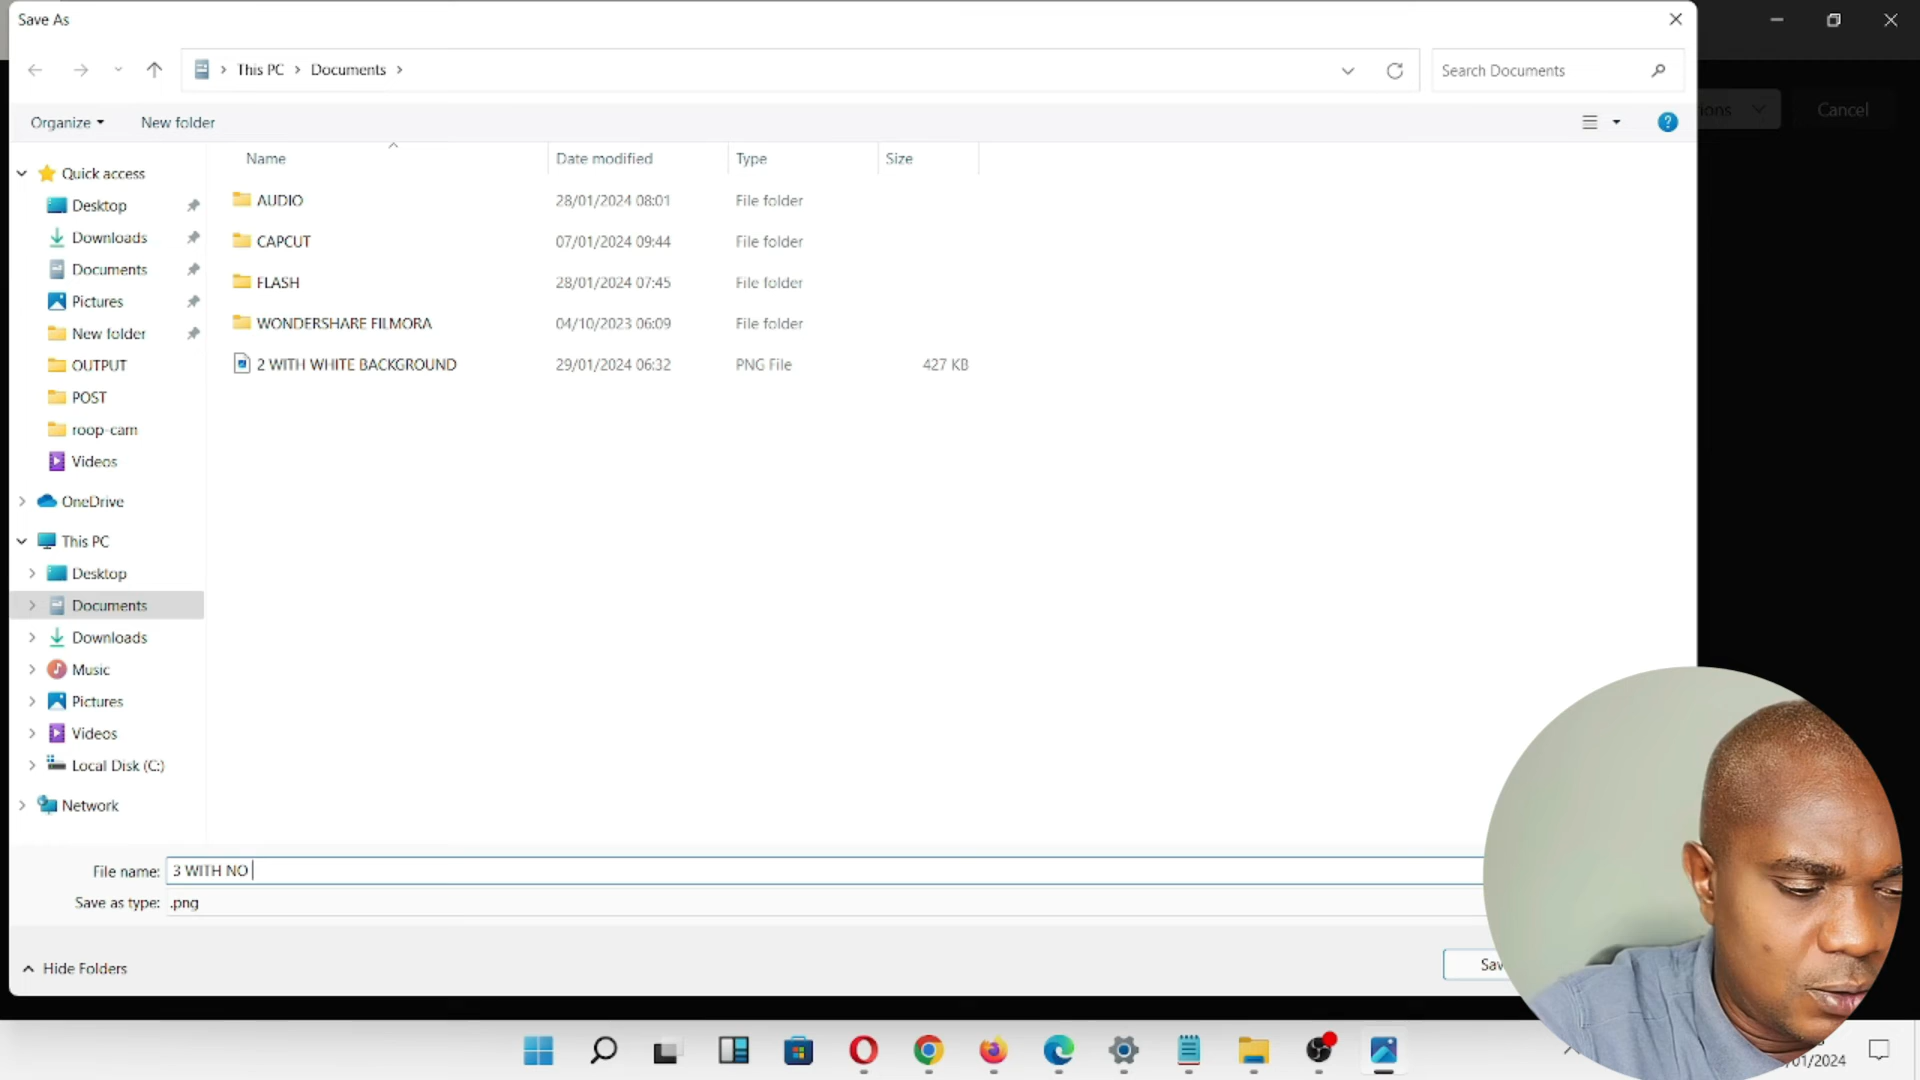 Save As
This PC
Documents
Search Documents
Organize
New folder
Cancel
Name
Date modified
Type
Size
Quick access
Desktop
Downloads
Documents
Pictures
New folder
OUTPUT
POST
roop-cam
Videos
OneDrive
This PC
Desktop
Documents
Downloads
Music
Pictures
Videos
Local Disk (C:)
Network
AUDIO 28/01/2024 08:01 File folder
CAPCUT 07/01/2024 09:44 File folder
FLASH 28/01/2024 07:45 File folder
WONDERSHARE FILMORA 04/10/2023 06:09 File folder
2 WITH WHITE BACKGROUND 29/01/2024 06:32 PNG File 427 KB
File name: 3 WITH NO
Save as type: .png
Hide Folders
/01/2024